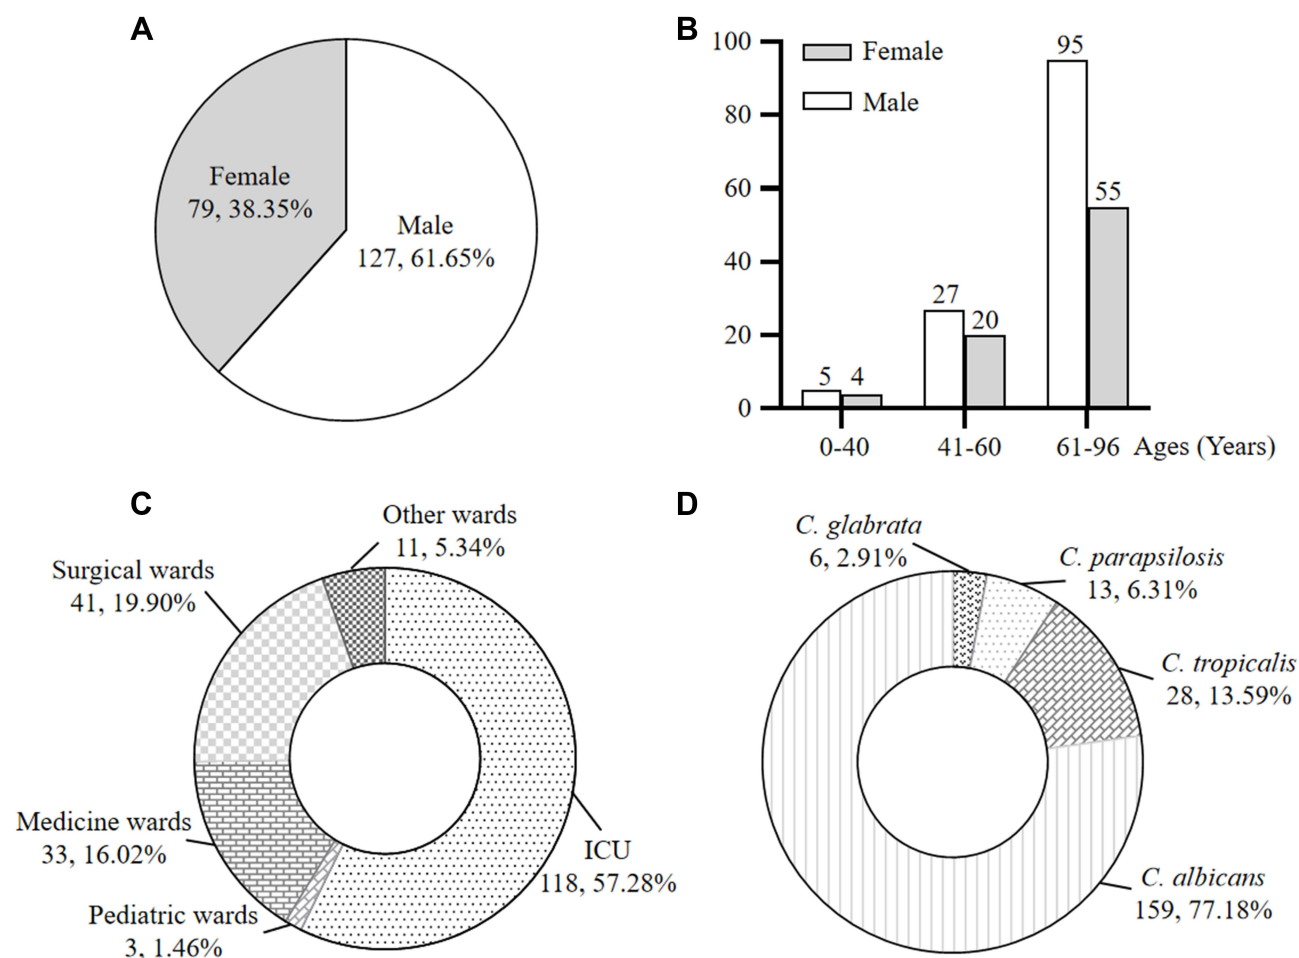 A
Female
79, 38.35%
Male
127, 61.65%
B
100
80
60
40
20
0
Female
Male
5
4
27
20
95
55
0-40
41-60
61-96
Ages (Years)
C
Other wards
11, 5.34%
Surgical wards
41, 19.90%
Medicine wards
33, 16.02%
Pediatric wards
3, 1.46%
ICU
118, 57.28%
D
C. glabrata
6, 2.91%
C. parapsilosis
13, 6.31%
C. tropicalis
28, 13.59%
C. albicans
159, 77.18%